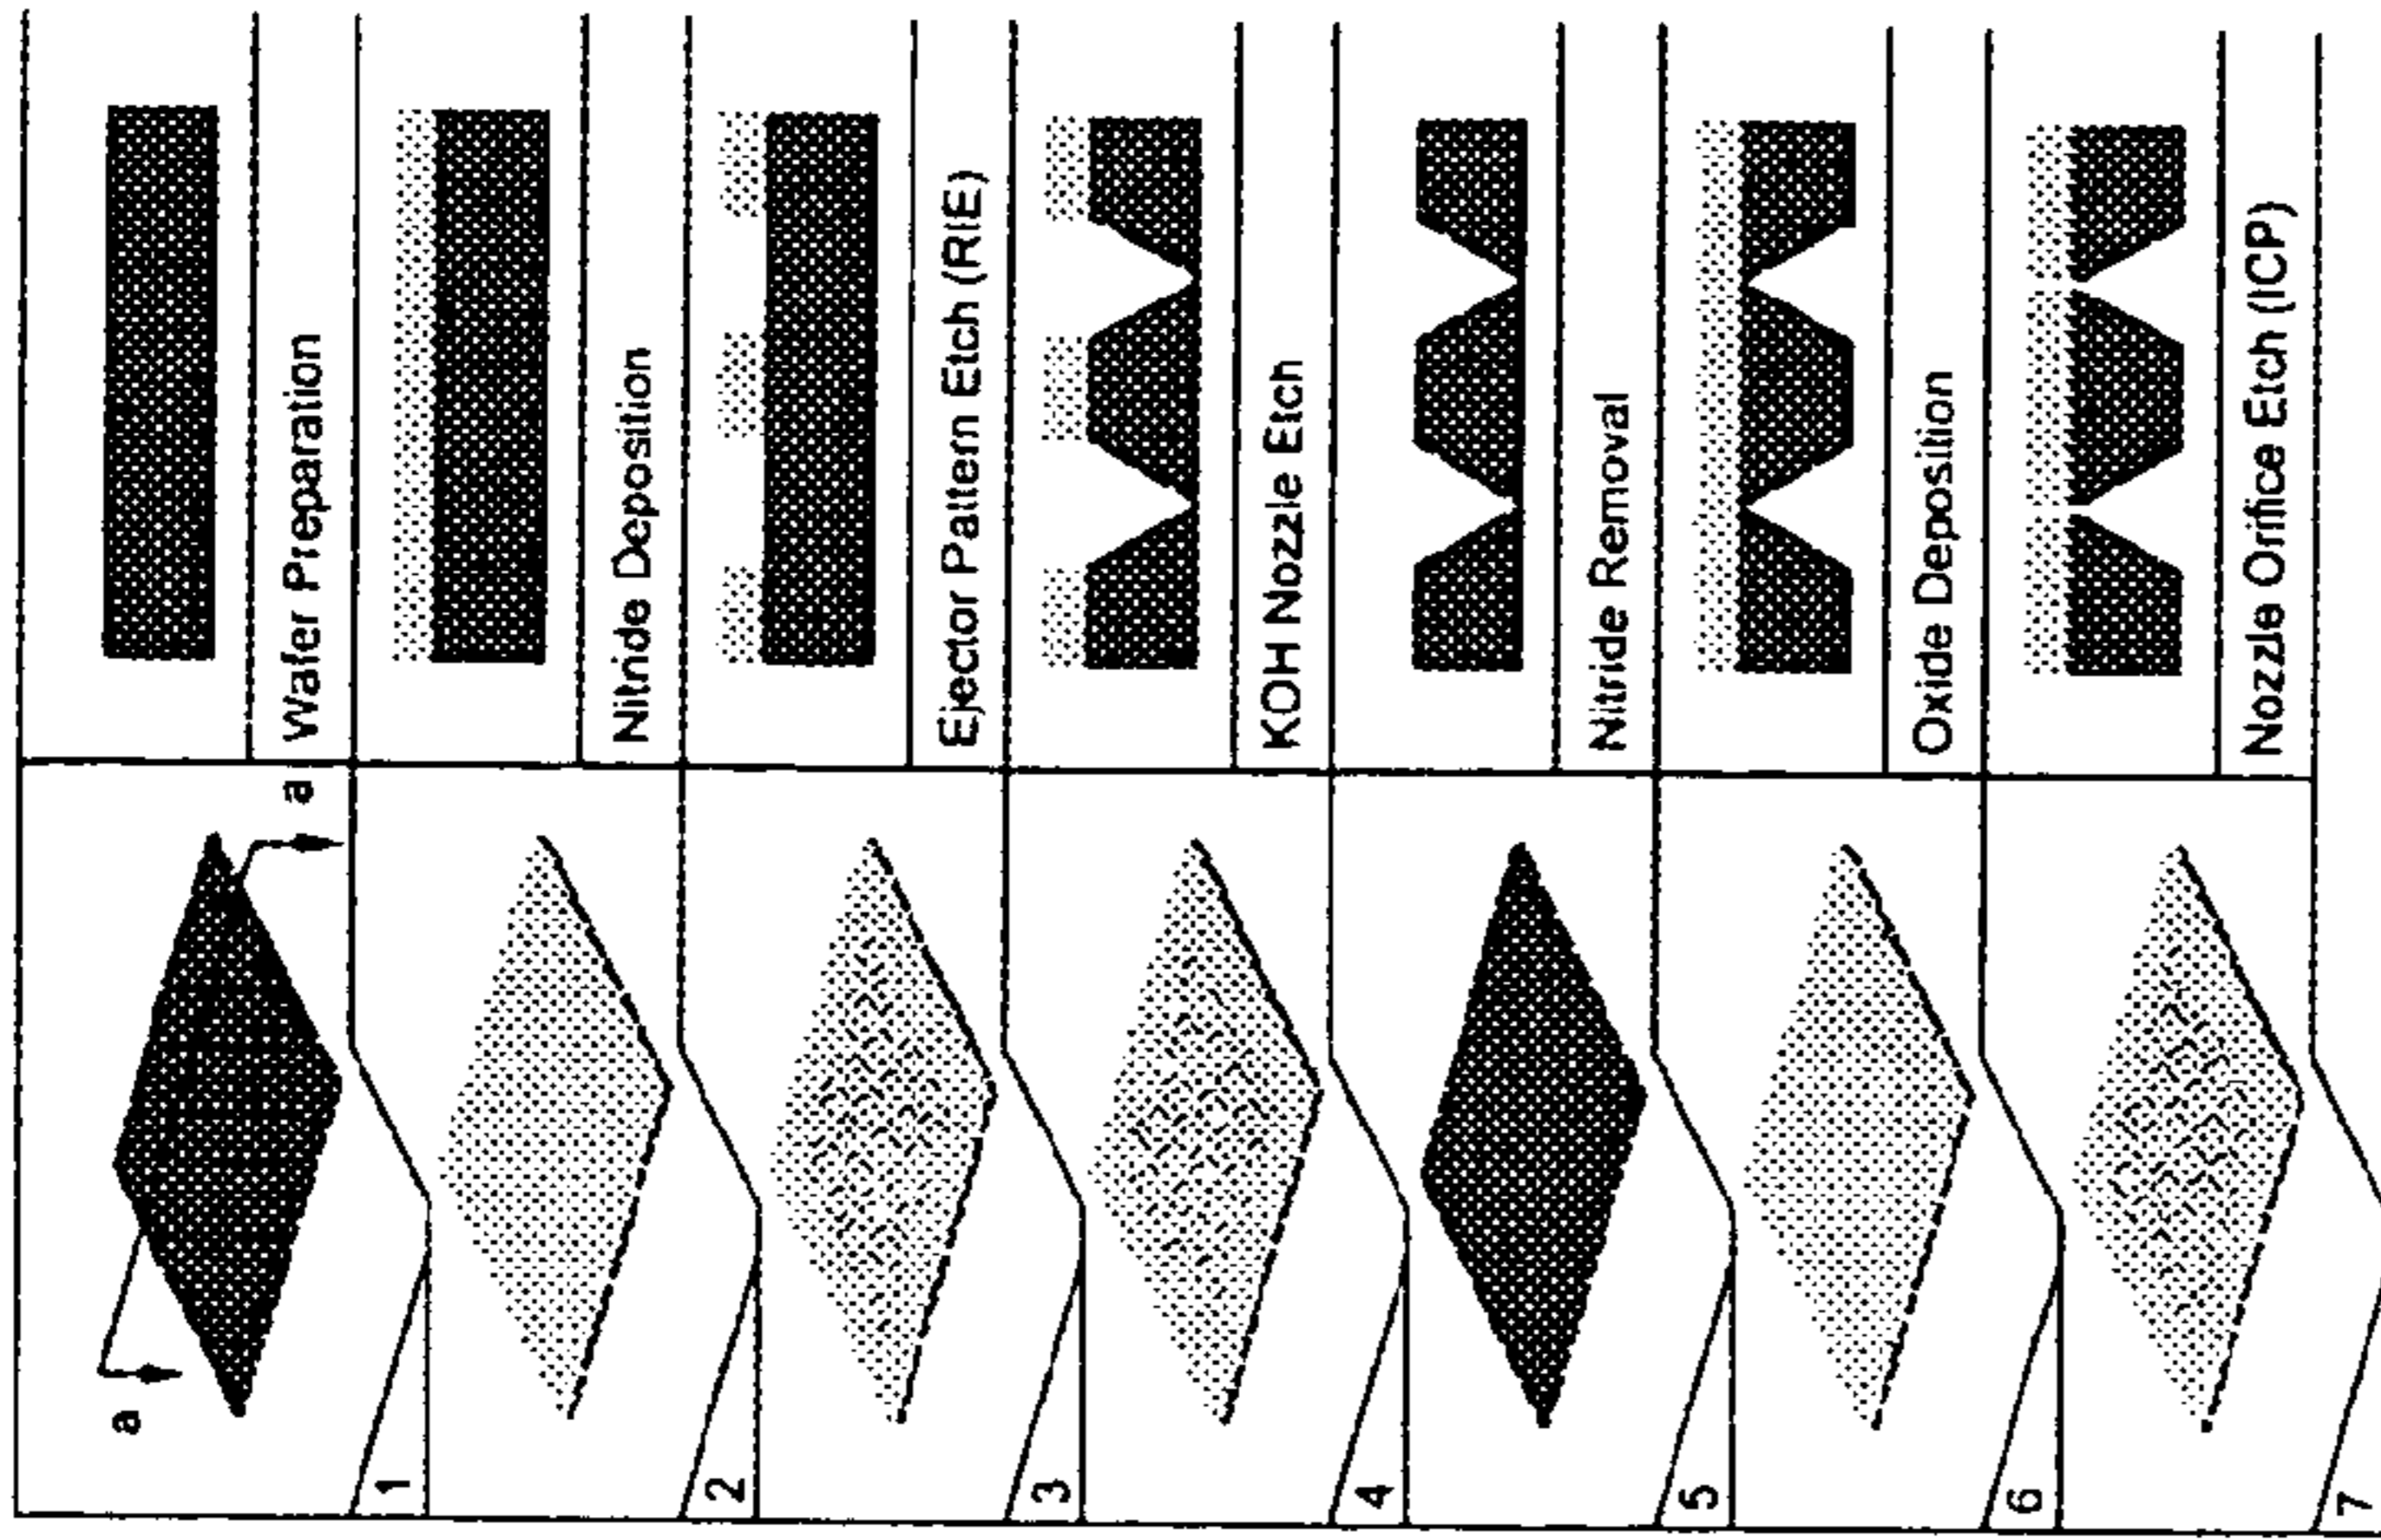 a
a
1
Wafer Preparation
2
Nitride Deposition
3
Ejector Pattern Etch (RIE)
4
KOH Nozzle Etch
5
Nitride Removal
6
Oxide Deposition
7
Nozzle Orifice Etch (ICP)